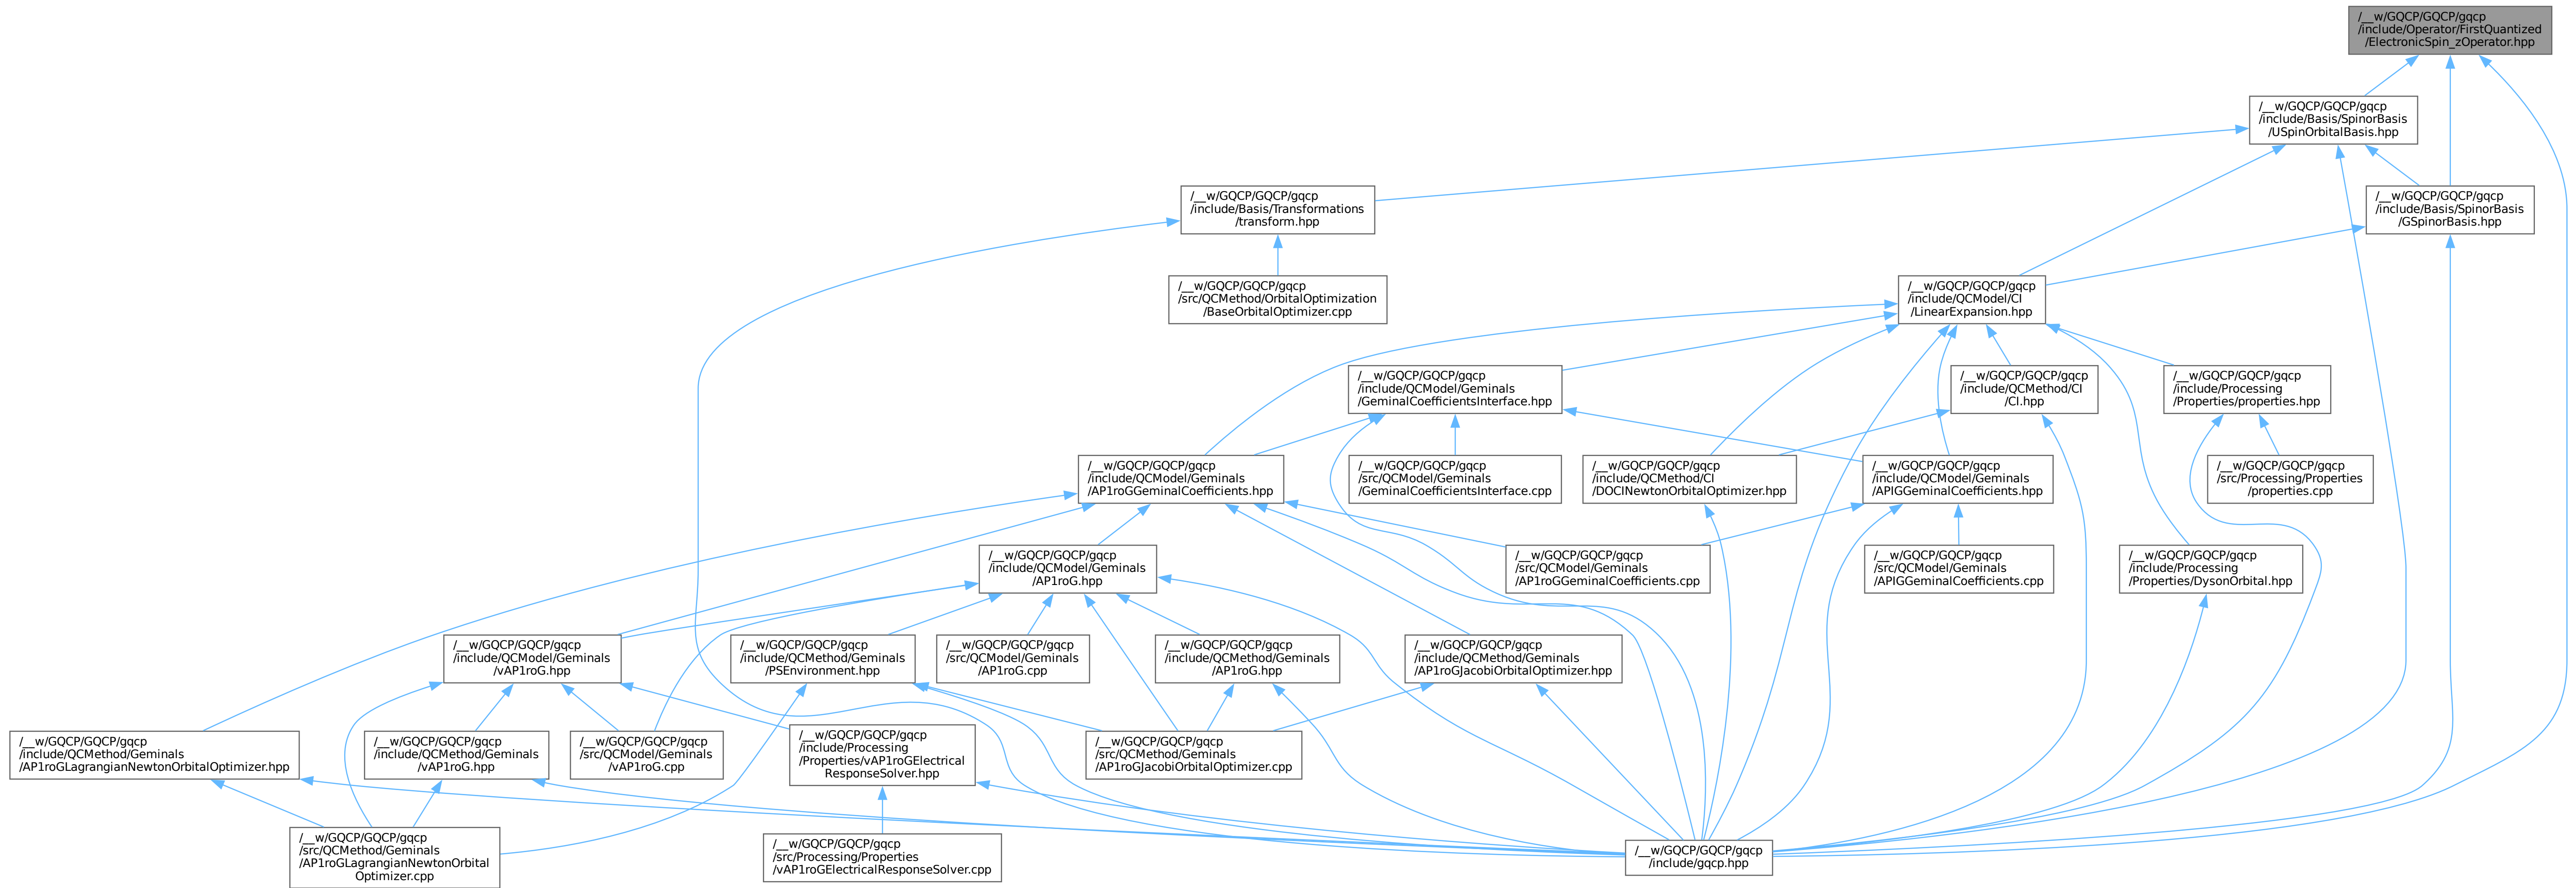 /__w/GQCP/GQCP/gqcp
/include/Operator/FirstQuantized
/ElectronicSpin_zOperator.hpp
/__w/GQCP/GQCP/gqcp
/include/Basis/SpinorBasis
/USpinOrbitalBasis.hpp
/__w/GQCP/GQCP/gqcp
/include/Basis/Transformations
/transform.hpp
/__w/GQCP/GQCP/gqcp
/include/Basis/SpinorBasis
/GSpinorBasis.hpp
/__w/GQCP/GQCP/gqcp
/src/QCMethod/OrbitalOptimization
/BaseOrbitalOptimizer.cpp
/__w/GQCP/GQCP/gqcp
/include/QCModel/CI
/LinearExpansion.hpp
/__w/GQCP/GQCP/gqcp
/include/QCModel/Geminals
/GeminalCoefficientsInterface.hpp
/__w/GQCP/GQCP/gqcp
/include/QCMethod/CI
/CI.hpp
/__w/GQCP/GQCP/gqcp
/include/Processing
/Properties/properties.hpp
/__w/GQCP/GQCP/gqcp
/include/QCModel/Geminals
/AP1roGGeminalCoefficients.hpp
/__w/GQCP/GQCP/gqcp
/src/QCModel/Geminals
/GeminalCoefficientsInterface.cpp
/__w/GQCP/GQCP/gqcp
/include/QCMethod/CI
/DOCINewtonOrbitalOptimizer.hpp
/__w/GQCP/GQCP/gqcp
/include/QCModel/Geminals
/APIGGeminalCoefficients.hpp
/__w/GQCP/GQCP/gqcp
/src/Processing/Properties
/properties.cpp
/__w/GQCP/GQCP/gqcp
/include/QCModel/Geminals
/AP1roG.hpp
/__w/GQCP/GQCP/gqcp
/src/QCModel/Geminals
/AP1roGGeminalCoefficients.cpp
/__w/GQCP/GQCP/gqcp
/src/QCModel/Geminals
/APIGGeminalCoefficients.cpp
/__w/GQCP/GQCP/gqcp
/include/Processing
/Properties/DysonOrbital.hpp
/__w/GQCP/GQCP/gqcp
/include/QCModel/Geminals
/vAP1roG.hpp
/__w/GQCP/GQCP/gqcp
/include/QCMethod/Geminals
/PSEnvironment.hpp
/__w/GQCP/GQCP/gqcp
/src/QCModel/Geminals
/AP1roG.cpp
/__w/GQCP/GQCP/gqcp
/include/QCMethod/Geminals
/AP1roG.hpp
/__w/GQCP/GQCP/gqcp
/include/QCMethod/Geminals
/AP1roGJacobiOrbitalOptimizer.hpp
/__w/GQCP/GQCP/gqcp
/include/QCMethod/Geminals
/AP1roGLagrangianNewtonOrbitalOptimizer.hpp
/__w/GQCP/GQCP/gqcp
/include/QCMethod/Geminals
/vAP1roG.hpp
/__w/GQCP/GQCP/gqcp
/src/QCModel/Geminals
/vAP1roG.cpp
/__w/GQCP/GQCP/gqcp
/include/Processing
/Properties/vAP1roGElectrical
ResponseSolver.hpp
/__w/GQCP/GQCP/gqcp
/src/QCMethod/Geminals
/AP1roGJacobiOrbitalOptimizer.cpp
/__w/GQCP/GQCP/gqcp
/src/QCMethod/Geminals
/AP1roGLagrangianNewtonOrbital
Optimizer.cpp
/__w/GQCP/GQCP/gqcp
/src/Processing/Properties
/vAP1roGElectricalResponseSolver.cpp
/__w/GQCP/GQCP/gqcp
/include/gqcp.hpp